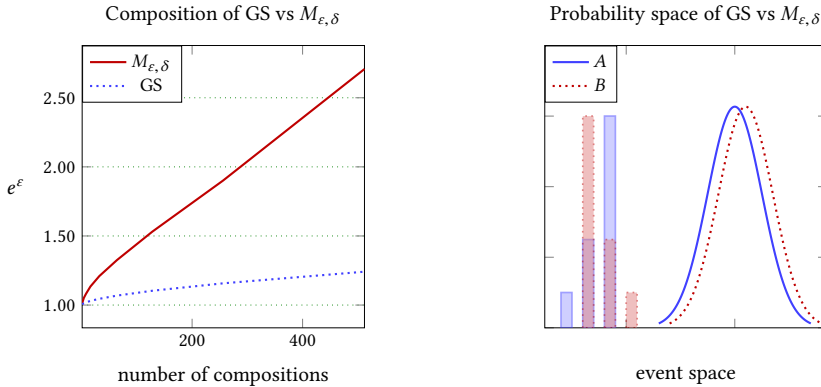 Composition of GS vs M_{ε,δ}
M_{ε,δ}
GS
2.50
2.00
1.50
1.00
e^ε
200
400
number of compositions
Probability space of GS vs M_{ε,δ}
A
B
event space